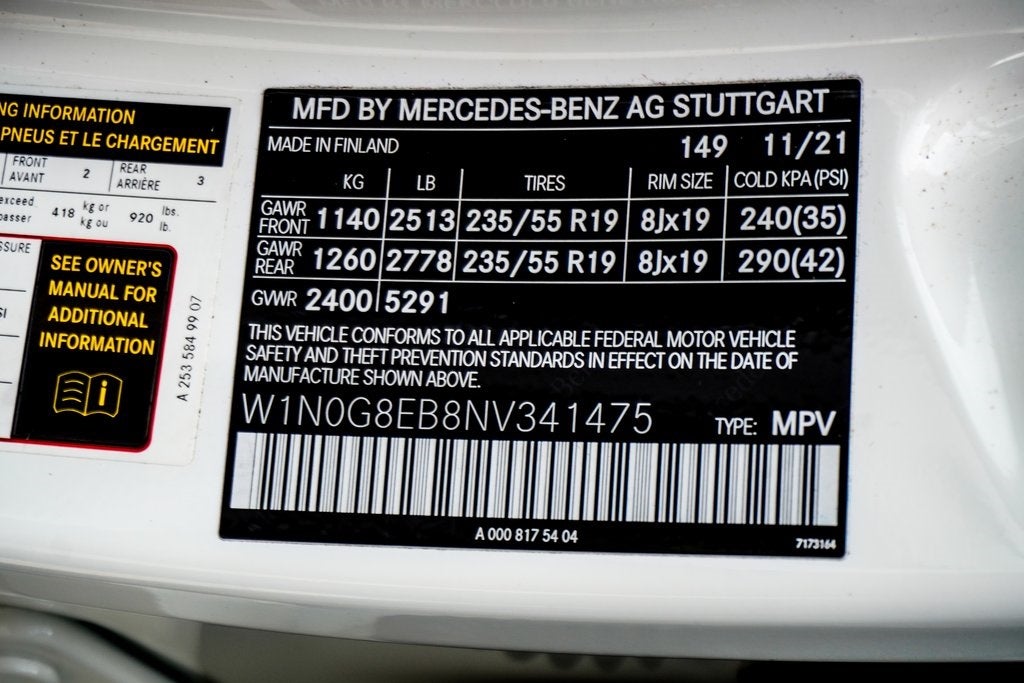 NG INFORMATION
PNEUS ET LE CHARGEMENT
FRONT
AVANT
2
REAR
ARRIÈRE
3
exceed
418
kg or
kg ou
920
lbs.
lb.
SEE OWNER'S
MANUAL FOR
ADDITIONAL
INFORMATION
i
A 253 584 99 07
MFD BY MERCEDES-BENZ AG STUTTGART
MADE IN FINLAND 149 11/21
KG LB TIRES RIM SIZE COLD KPA (PSI)
GAWR FRONT 1140 2513 235/55 R19 8Jx19 240(35)
GAWR REAR 1260 2778 235/55 R19 8Jx19 290(42)
GVWR 2400 5291
THIS VEHICLE CONFORMS TO ALL APPLICABLE FEDERAL MOTOR VEHICLE
SAFETY AND THEFT PREVENTION STANDARDS IN EFFECT ON THE DATE OF
MANUFACTURE SHOWN ABOVE.
W1N0G8EB8NV341475 TYPE: MPV
A 000 817 54 04
7173164